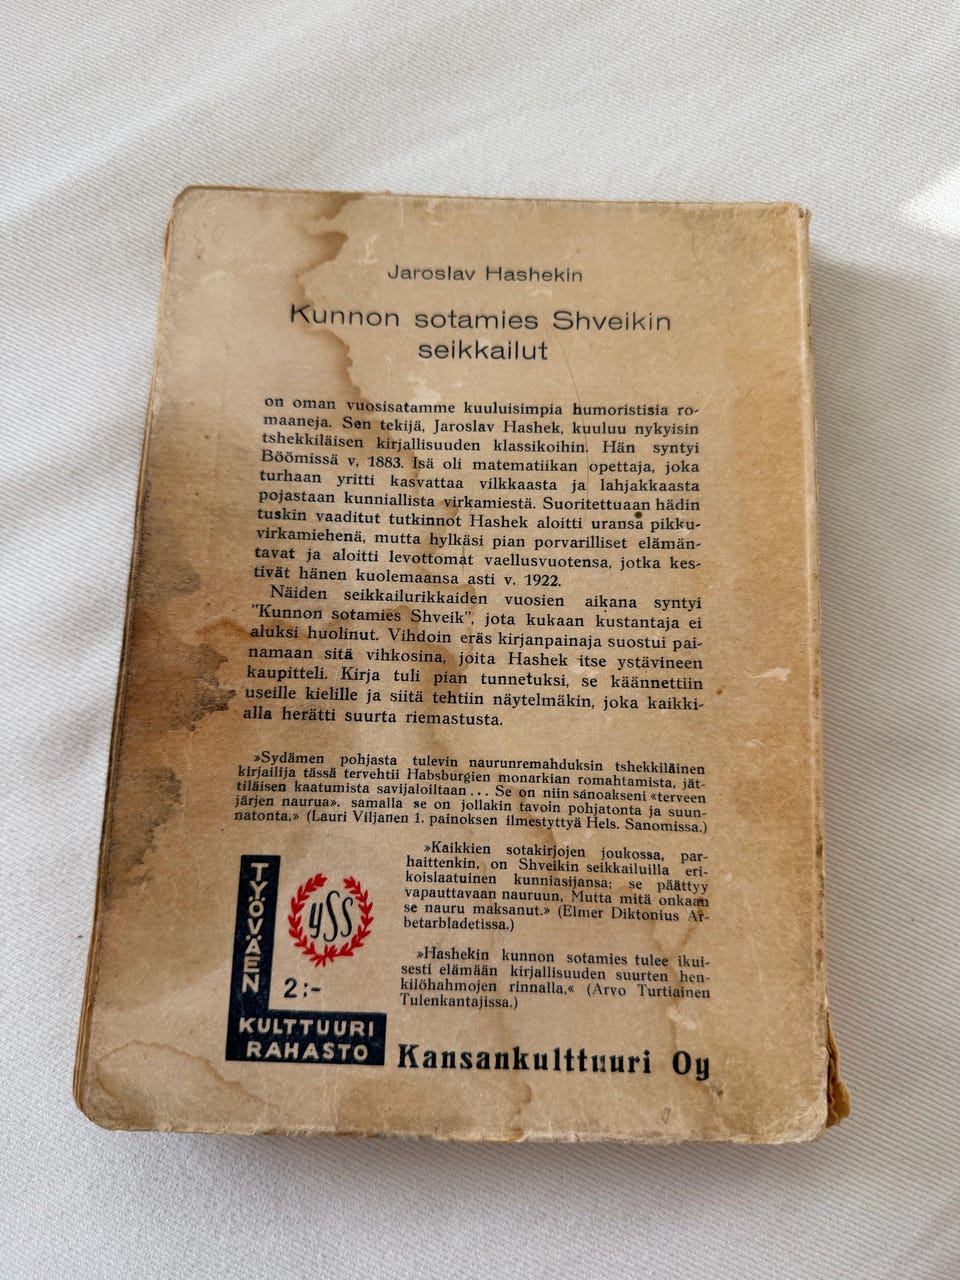 Jaroslav Hashekin
Kunnon sotamies Shveikin
seikkailut
on oman vuosisatamme kuuluisimpia humoristisia ro-
maaneja. Sen tekijä, Jaroslav Hashek, kuuluu nykyisin
tshekkiläisen kirjallisuuden klassikoihin. Hän syntyi
Böömissä v, 1883. Isä oli matematiikan opettaja, joka
turhaan yritti kasvattaa vilkkaasta ja lahjakkaasta
pojastaan kunniallista virkamiestä. Suoritettuaan hädin
tuskin vaaditut tutkinnot Hashek aloitti uransa pikku-
virkamiehenä, mutta hylkäsi pian porvarilliset elämän-
tavat ja aloitti levottomat vaellusvuotensa, jotka kes-
tivät hänen kuolemaansa asti v. 1922.
Näiden seikkailurikkaiden vuosien aikana syntyi
"Kunnon sotamies Shveik", jota kukaan kustantaja ei
aluksi huolinut. Vihdoin eräs kirjanpainaja suostui pai-
namaan sitä vihkosina, joita Hashek itse ystävineen
kaupitteli. Kirja tuli pian tunnetuksi, se käännettiin
useille kielille ja siitä tehtiin näytelmäkin, joka kaikki-
alla herätti suurta riemastusta.
»Sydämen pohjasta tulevin naurunremahduksin tshekkiläinen
kirjailija tässä tervehtii Habsburgien monarkian romahtamista, jät-
tiläisen kaatumista savijaloiltaan... Se on niin sanoakseni «terveen
järjen naurua». samalla se on jollakin tavoin pohjatonta ja suun-
natonta.» (Lauri Viljanen 1. painoksen ilmestyttyä Hels. Sanomissa.)
»Kaikkien sotakirjojen joukossa, par-
haittenkin, on Shveikin seikkailuilla eri-
koislaatuinen kunniasijansa; se päättyy
vapauttavaan nauruun, Mutta mitä onkaan
se nauru maksanut.» (Elmer Diktonius Ar-
betarbladetissa.)
»Hashekin kunnon sotamies tulee ikui-
sesti elämään kirjallisuuden suurten hen-
kilöhahmojen rinnalla,« (Arvo Turtiainen
Tulenkantajissa.)
TYÖVÄEN
ySS
2:-
KULTTUURI
RAHASTO
Kansankulttuuri Oy